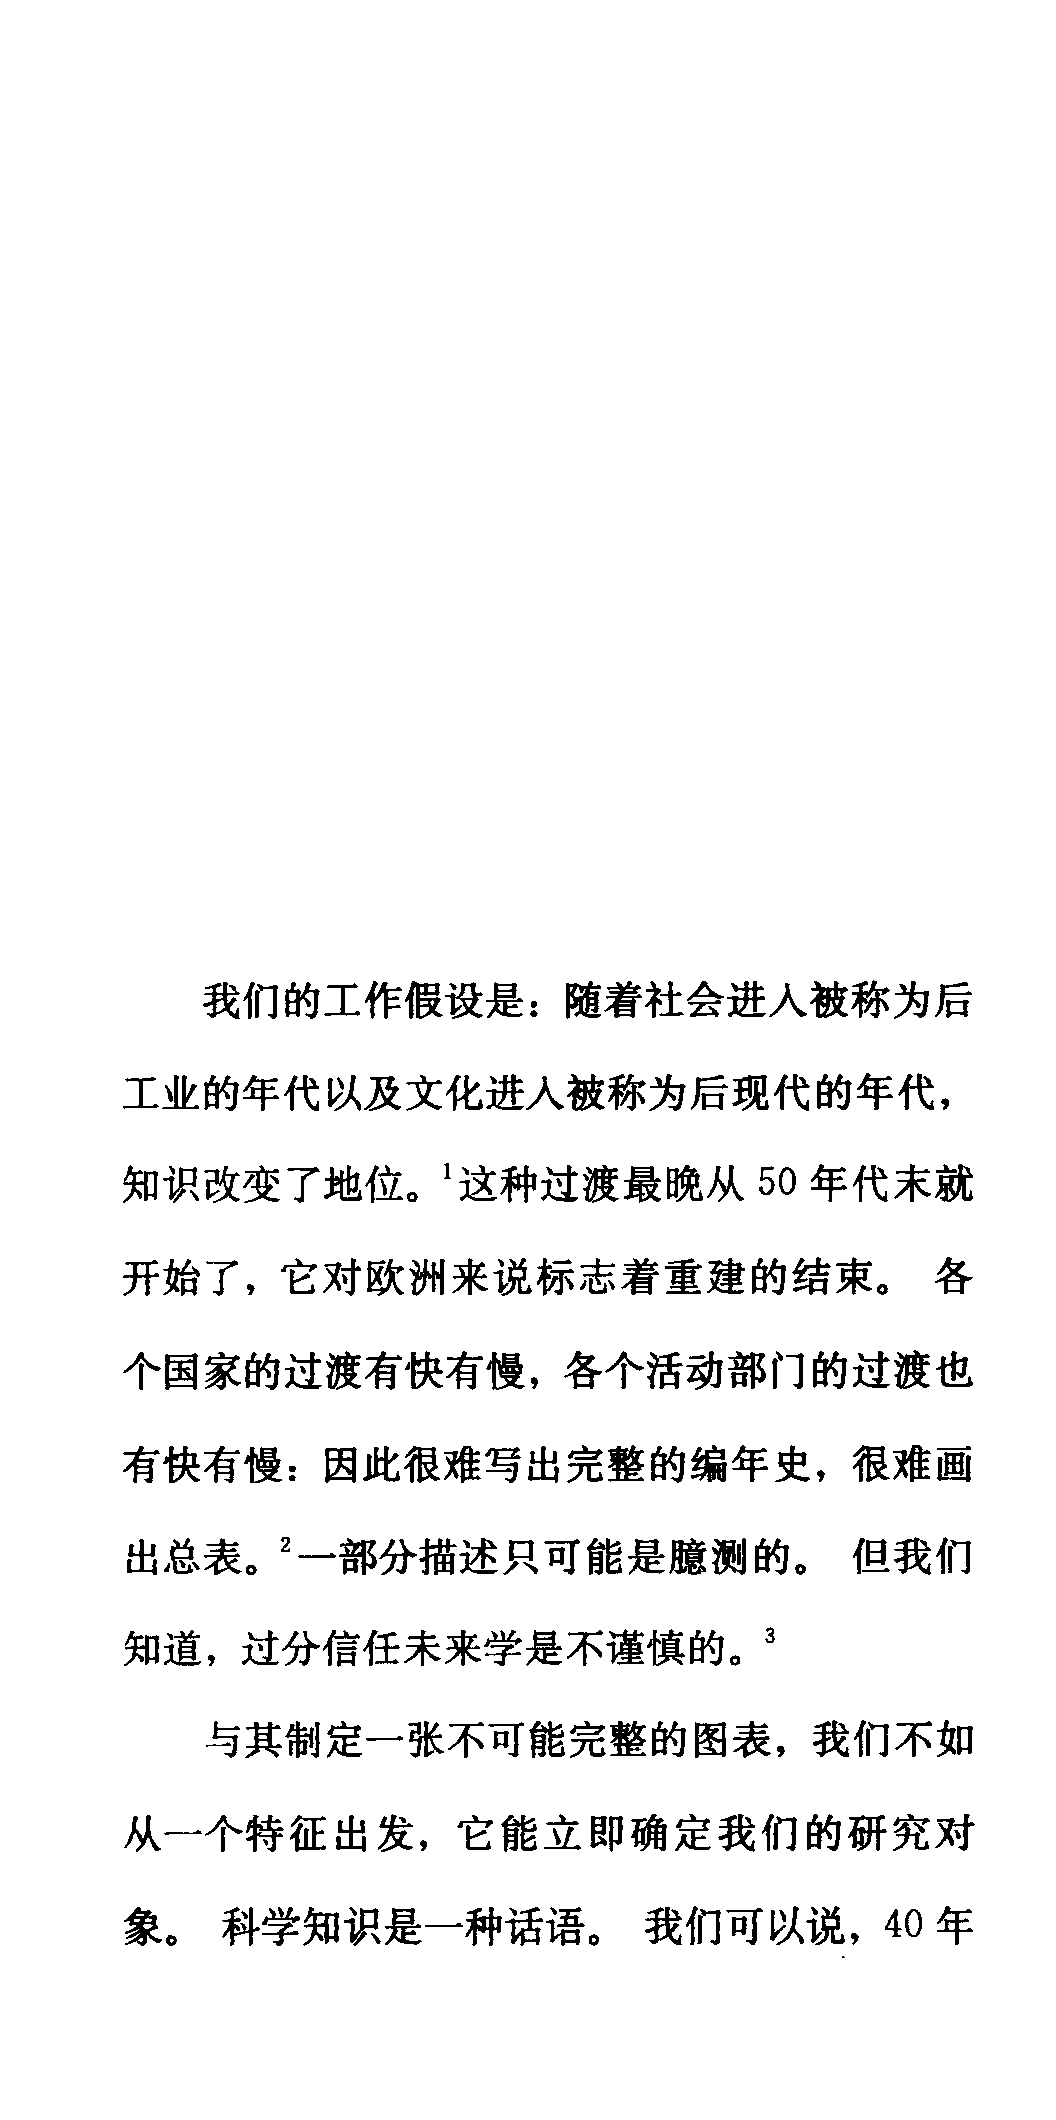 我们的工作假设是：随着社会进入被称为后
工业的年代以及文化进入被称为后现代的年代，
知识改变了地位。¹这种过渡最晚从 50 年代末就
开始了，它对欧洲来说标志着重建的结束。 各
个国家的过渡有快有慢，各个活动部门的过渡也
有快有慢：因此很难写出完整的编年史，很难画
出总表。²一部分描述只可能是臆测的。 但我们
知道，过分信任未来学是不谨慎的。³
与其制定一张不可能完整的图表，我们不如
从一个特征出发，它能立即确定我们的研究对
象。 科学知识是一种话语。 我们可以说，40 年